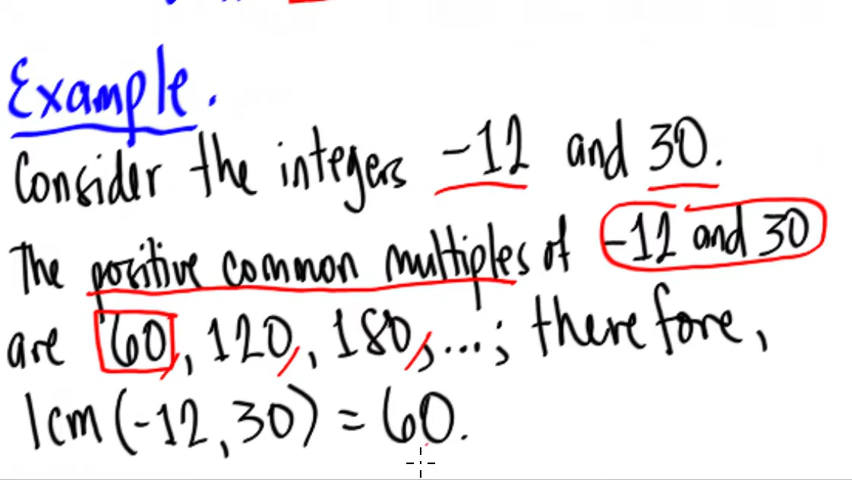 Example.
Consider the integers -12 and 30.
The positive common multiples of -12 and 30
are 60, 120, 180, ...; therefore,
lcm(-12, 30) = 60.